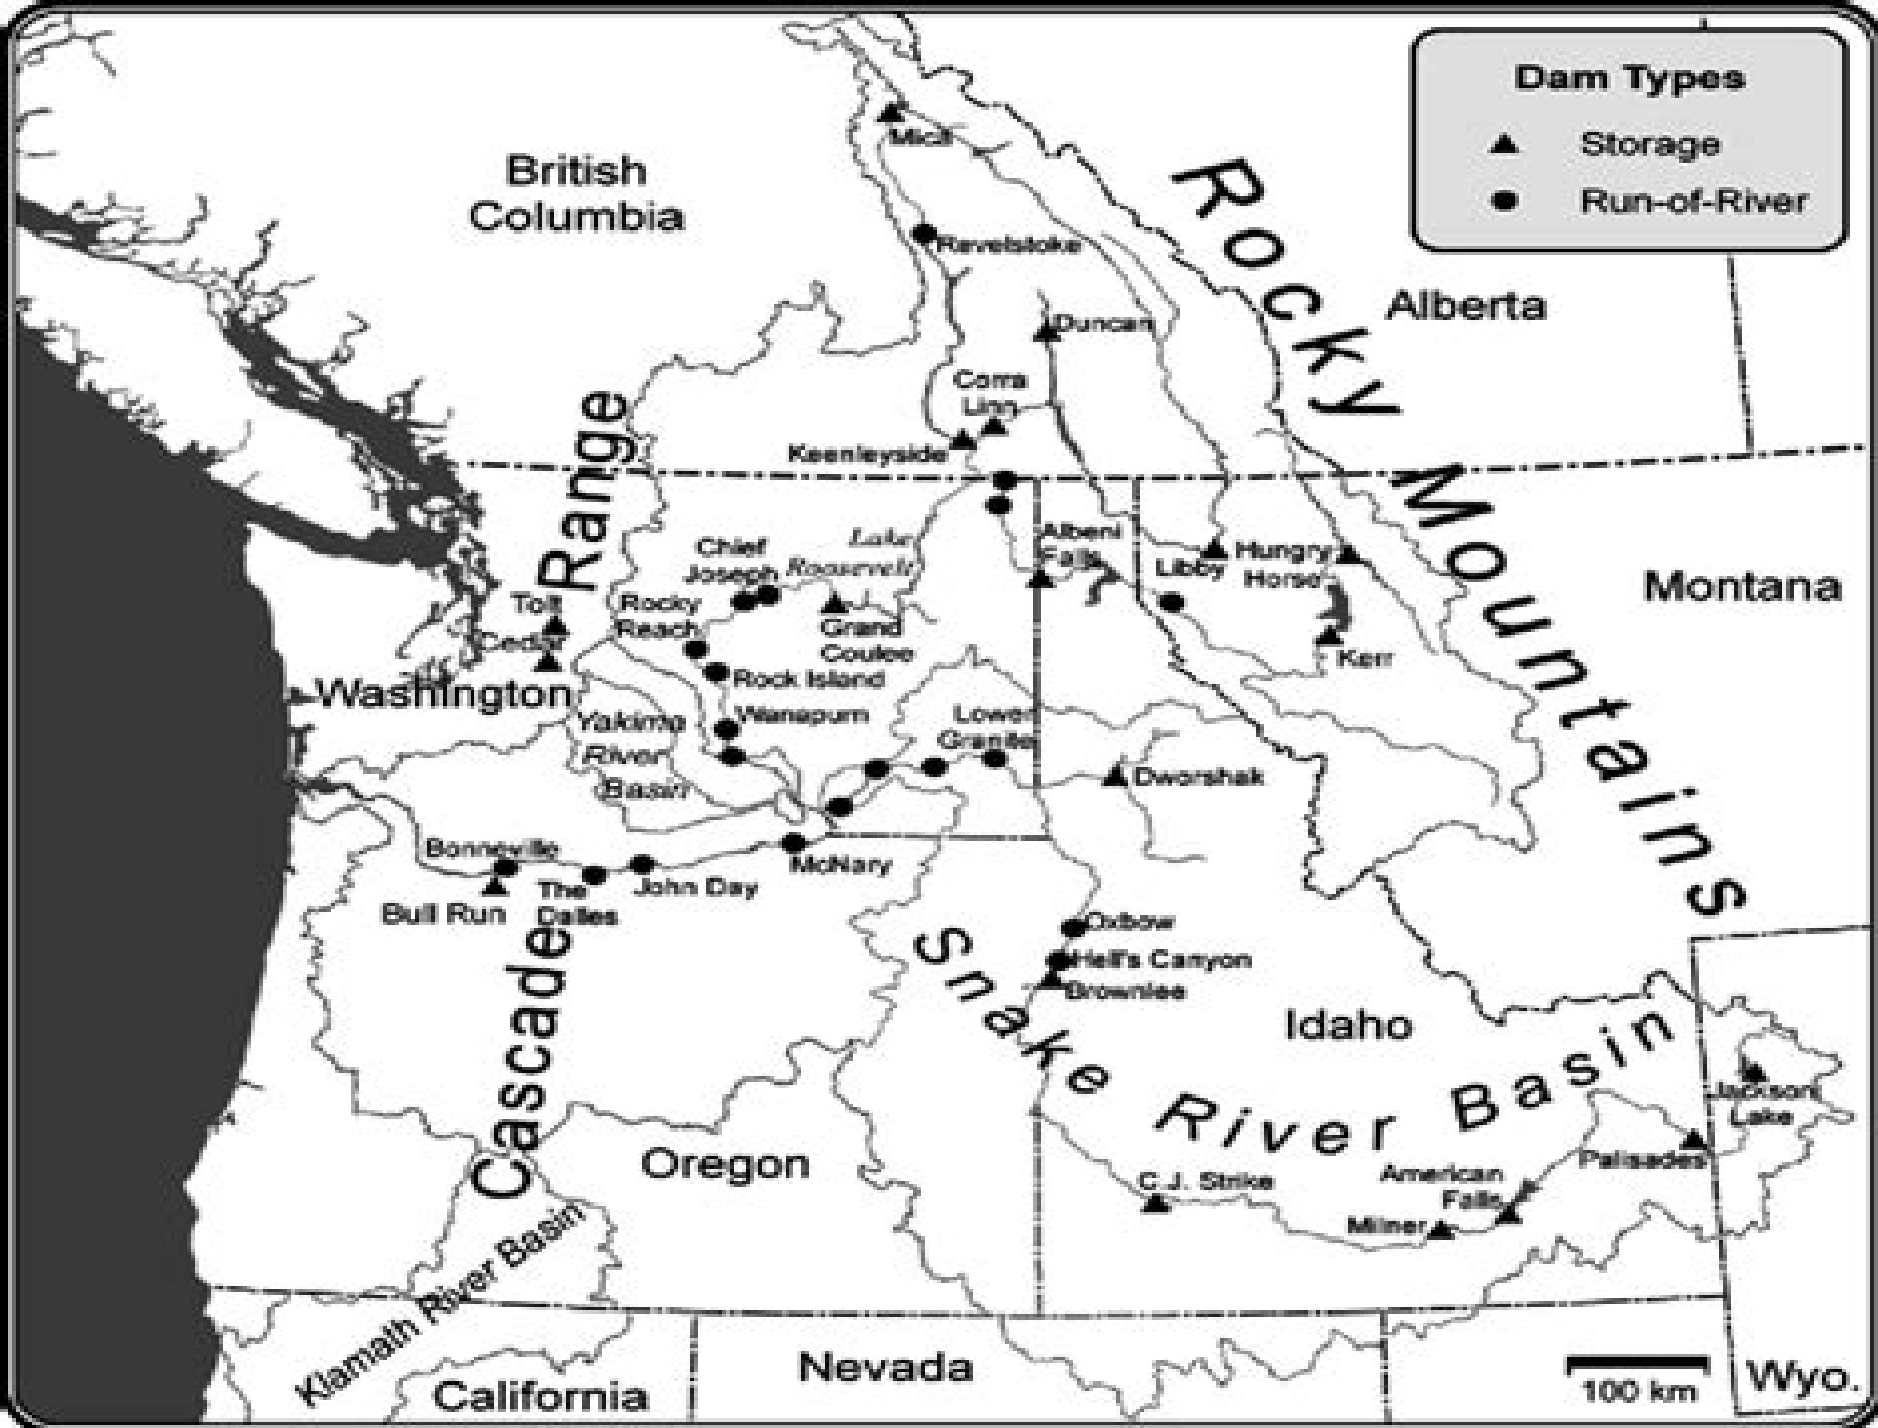 Dam Types
Storage
Run-of-River
British
Columbia
Mica
Revelstoke
Rocky Mountains
Alberta
Duncan
Corra
Linn
Keenleyside
Cascade Range
Chief
Joseph
Lake
Roosevelt
Albeni
Falls
Libby
Hungry
Horse
Montana
Tolt
Cedar
Rocky
Reach
Grand
Coulee
Kerr
Rock Island
Washington
Yakima
River
Basin
Wanapum
Lower
Granite
Dworshak
Bonneville
McNary
Bull Run
The
Dalles
John Day
Oxbow
Hell's Canyon
Brownlee
Snake River Basin
Idaho
Jackson
Lake
Palisades
Oregon
C.J. Strike
American
Falls
Milner
Klamath River Basin
Nevada
California
100 km
Wyo.